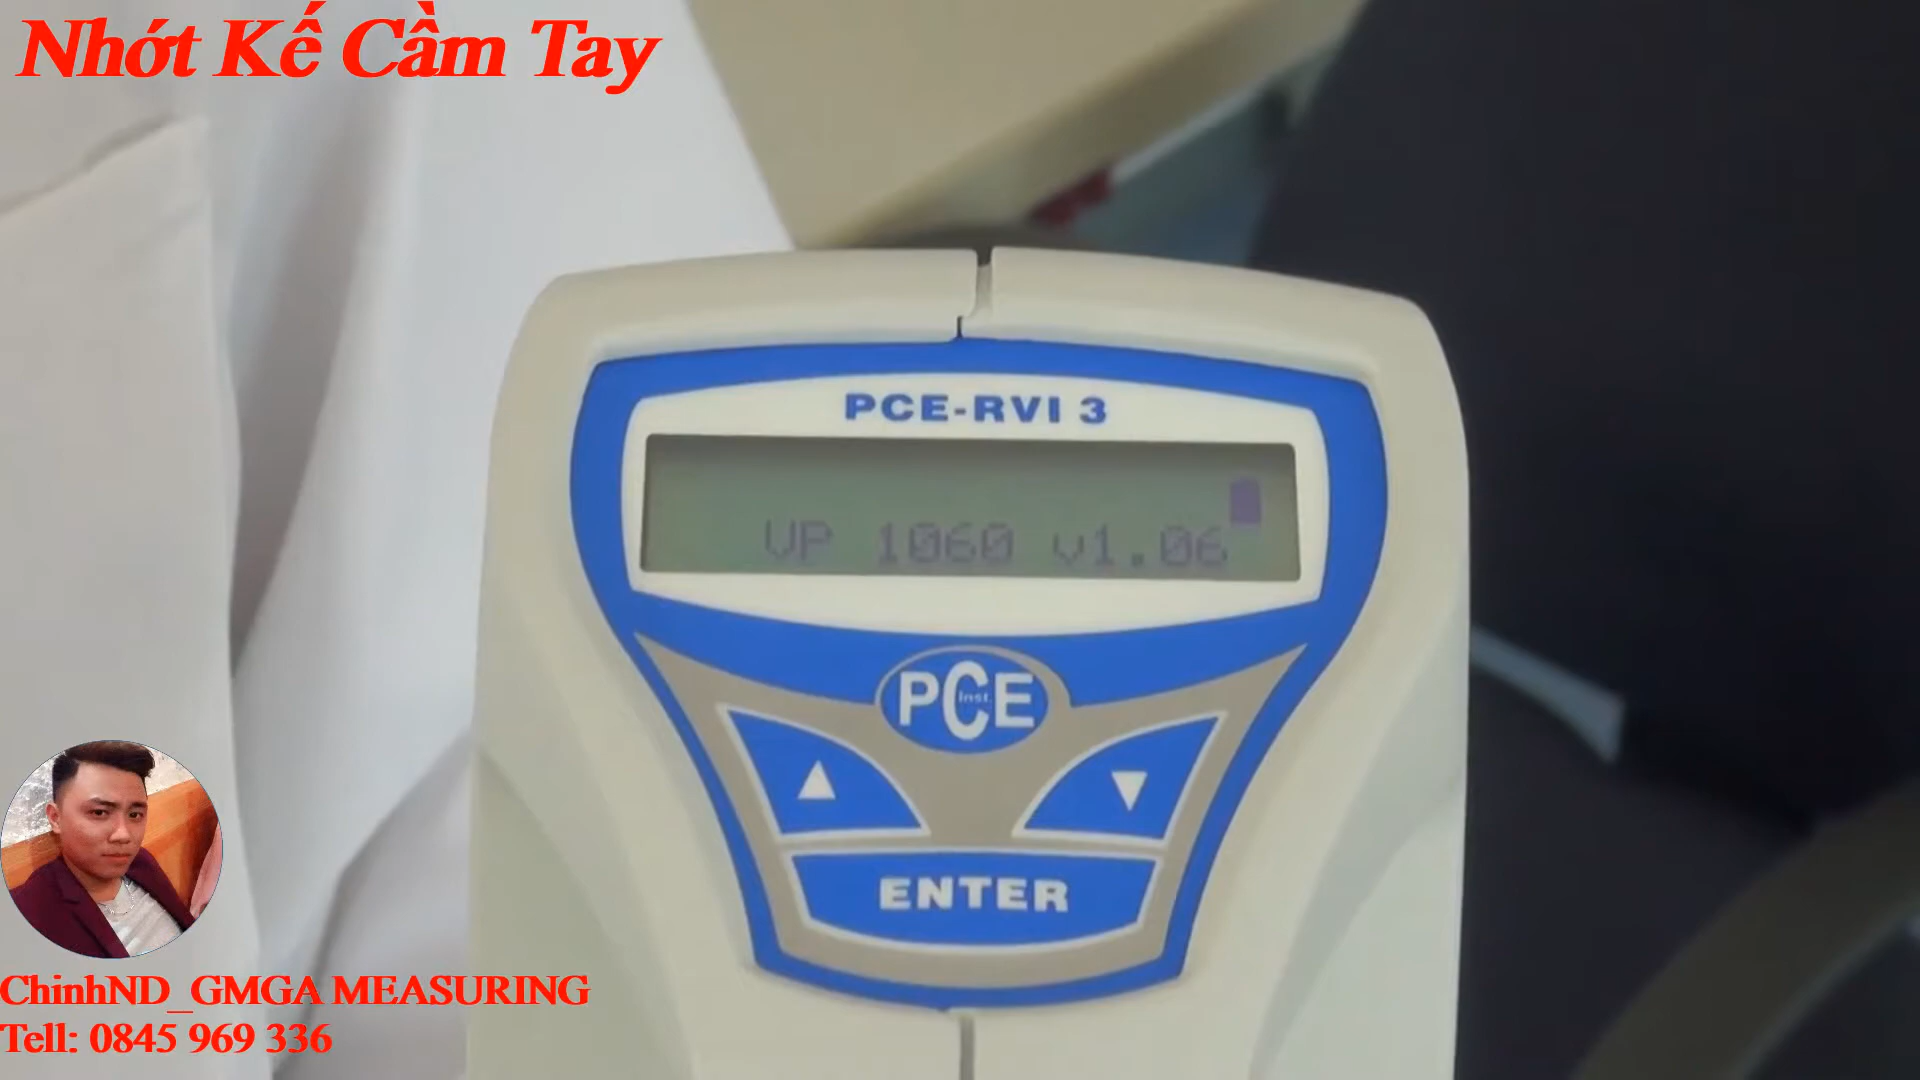 Nhớt Kế Cầm Tay
PCE-RVI 3
VP 1060 v1.06
PCE
Inst.
ENTER
ChinhND_GMGA MEASURING
Tell: 0845 969 336